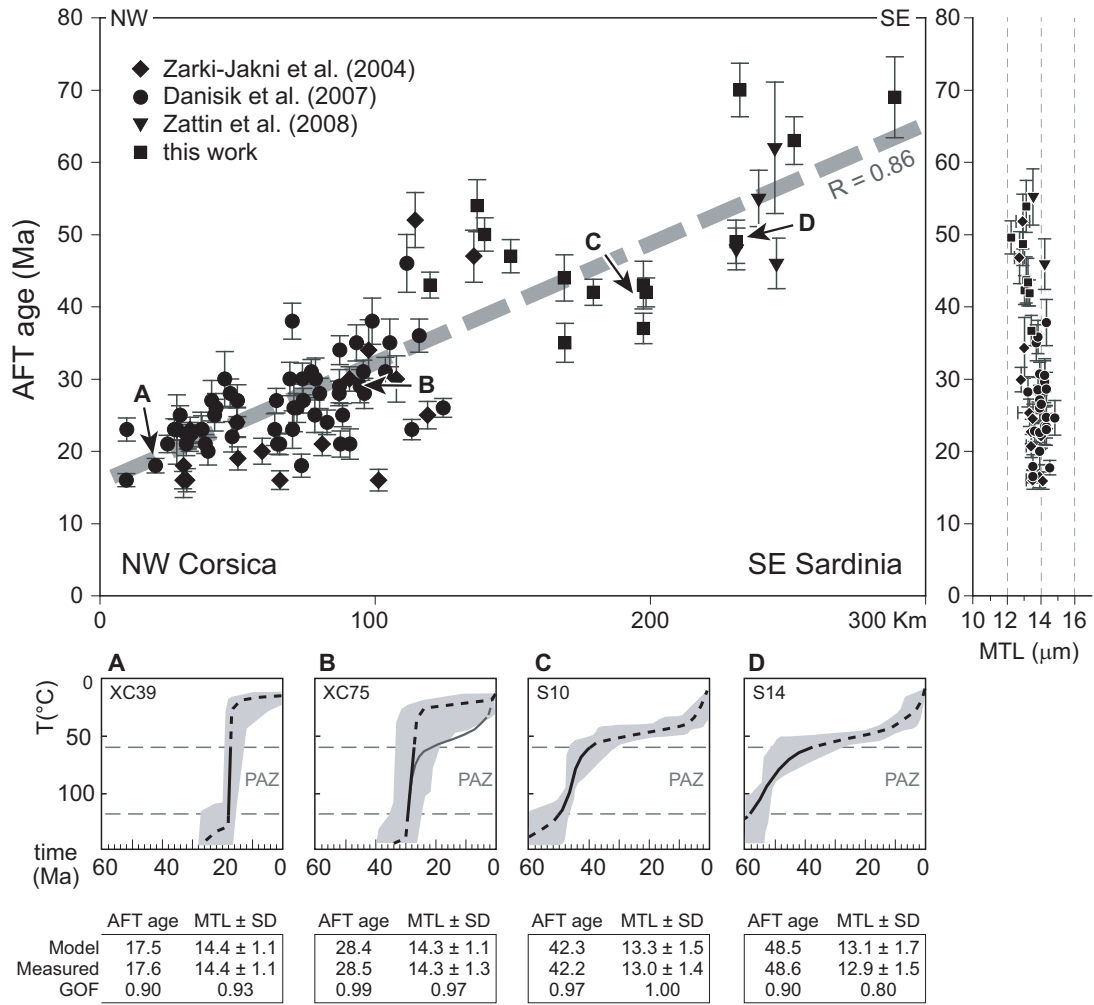 80 NW SE 80
Zarki-Jakni et al. (2004)
70 Danisik et al. (2007) 70
Zattin et al. (2008)
this work
60 60
R = 0.86
50 D 50
C
AFT age (Ma)
40 40
30 30
A B
20 20
10 10
NW Corsica SE Sardinia
0 0
0 100 200 300 Km 10 12 14 16
MTL (μm)
A B C D
0 XC39 XC75 S10 S14
T(°C)
50
PAZ PAZ PAZ PAZ
100
time
(Ma)
60 40 20 0 60 40 20 0 60 40 20 0 60 40 20 0
AFT age MTL ± SD AFT age MTL ± SD AFT age MTL ± SD AFT age MTL ± SD
Model 17.5 14.4 ± 1.1 28.4 14.3 ± 1.1 42.3 13.3 ± 1.5 48.5 13.1 ± 1.7
Measured 17.6 14.4 ± 1.1 28.5 14.3 ± 1.3 42.2 13.0 ± 1.4 48.6 12.9 ± 1.5
GOF 0.90 0.93 0.99 0.97 0.97 1.00 0.90 0.80